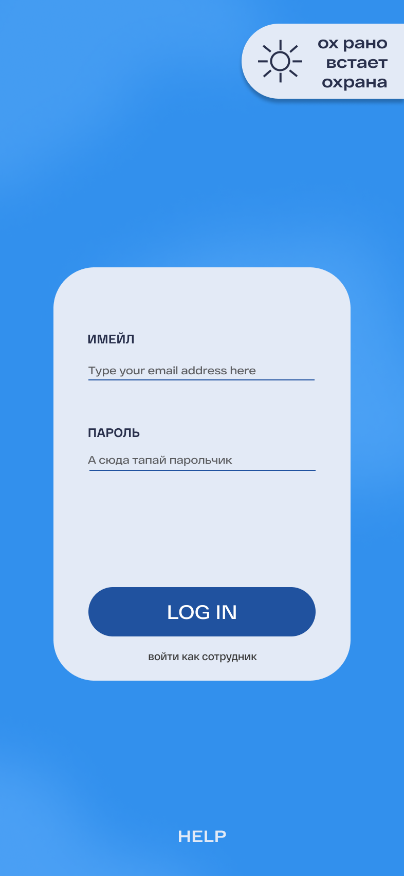 ох рано
встает
охрана
ИМЕЙЛ
Type your email address here
ПАРОЛЬ
А сюда тапай парольчик
LOG IN
войти как сотрудник
HELP